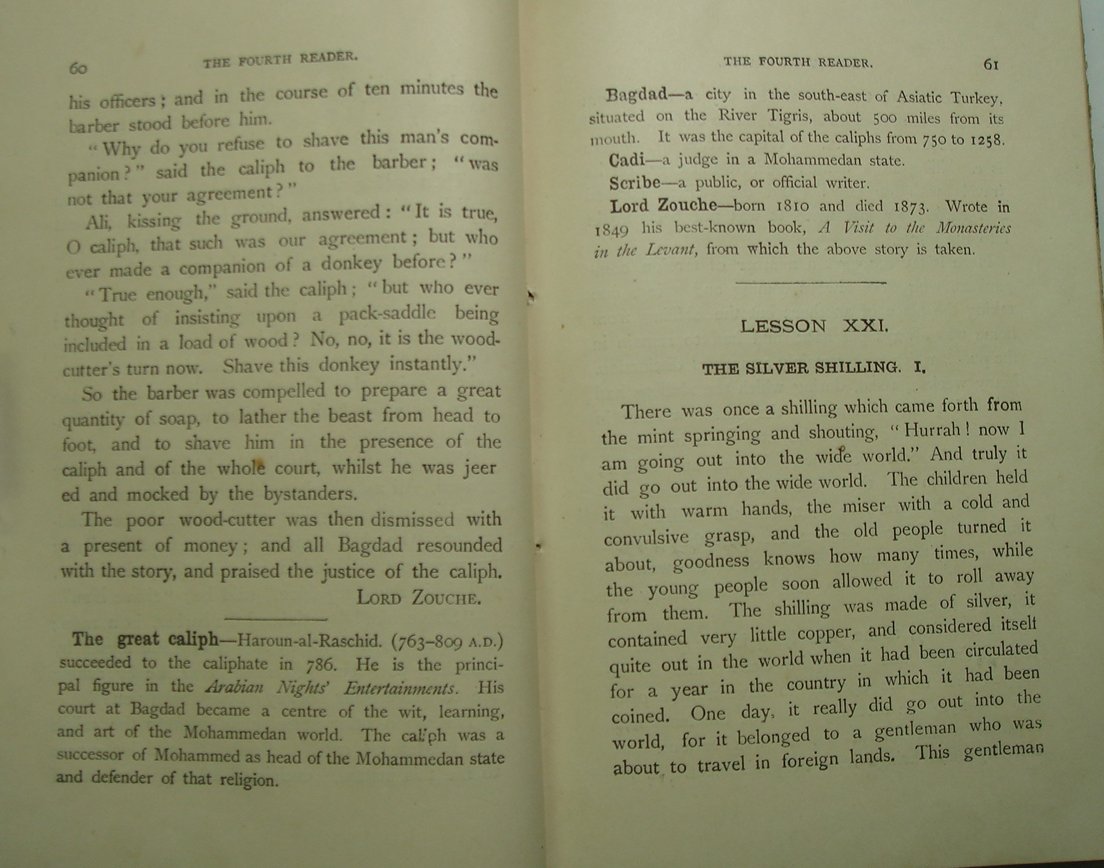 60
THE FOURTH READER.
his officers; and in the course of ten minutes the
barber stood before him.
“Why do you refuse to shave this man's com-
panion?” said the caliph to the barber; “was
not that your agreement?”
Ali, kissing the ground, answered: “It is true,
O caliph, that such was our agreement; but who
ever made a companion of a donkey before?”
“True enough,” said the caliph; “but who ever
thought of insisting upon a pack-saddle being
included in a load of wood? No, no, it is the wood-
cutter's turn now. Shave this donkey instantly.”
So the barber was compelled to prepare a great
quantity of soap, to lather the beast from head to
foot, and to shave him in the presence of the
caliph and of the whole court, whilst he was jeer
ed and mocked by the bystanders.
The poor wood-cutter was then dismissed with
a present of money; and all Bagdad resounded
with the story, and praised the justice of the caliph.
LORD ZOUCHE.
The great caliph—Haroun-al-Raschid. (763–809 A.D.)
succeeded to the caliphate in 786. He is the princi-
pal figure in the Arabian Nights' Entertainments. His
court at Bagdad became a centre of the wit, learning,
and art of the Mohammedan world. The caliph was a
successor of Mohammed as head of the Mohammedan state
and defender of that religion.
THE FOURTH READER.
61
Bagdad—a city in the south-east of Asiatic Turkey,
situated on the River Tigris, about 500 miles from its
mouth. It was the capital of the caliphs from 750 to 1258.
Cadi—a judge in a Mohammedan state.
Scribe—a public, or official writer.
Lord Zouche—born 1810 and died 1873. Wrote in
1849 his best-known book, A Visit to the Monasteries
in the Levant, from which the above story is taken.
LESSON XXI.
THE SILVER SHILLING. I.
There was once a shilling which came forth from
the mint springing and shouting, “Hurrah! now I
am going out into the wide world.” And truly it
did go out into the wide world. The children held
it with warm hands, the miser with a cold and
convulsive grasp, and the old people turned it
about, goodness knows how many times, while
the young people soon allowed it to roll away
from them. The shilling was made of silver, it
contained very little copper, and considered itself
quite out in the world when it had been circulated
for a year in the country in which it had been
coined. One day, it really did go out into the
world, for it belonged to a gentleman who was
about to travel in foreign lands. This gentleman